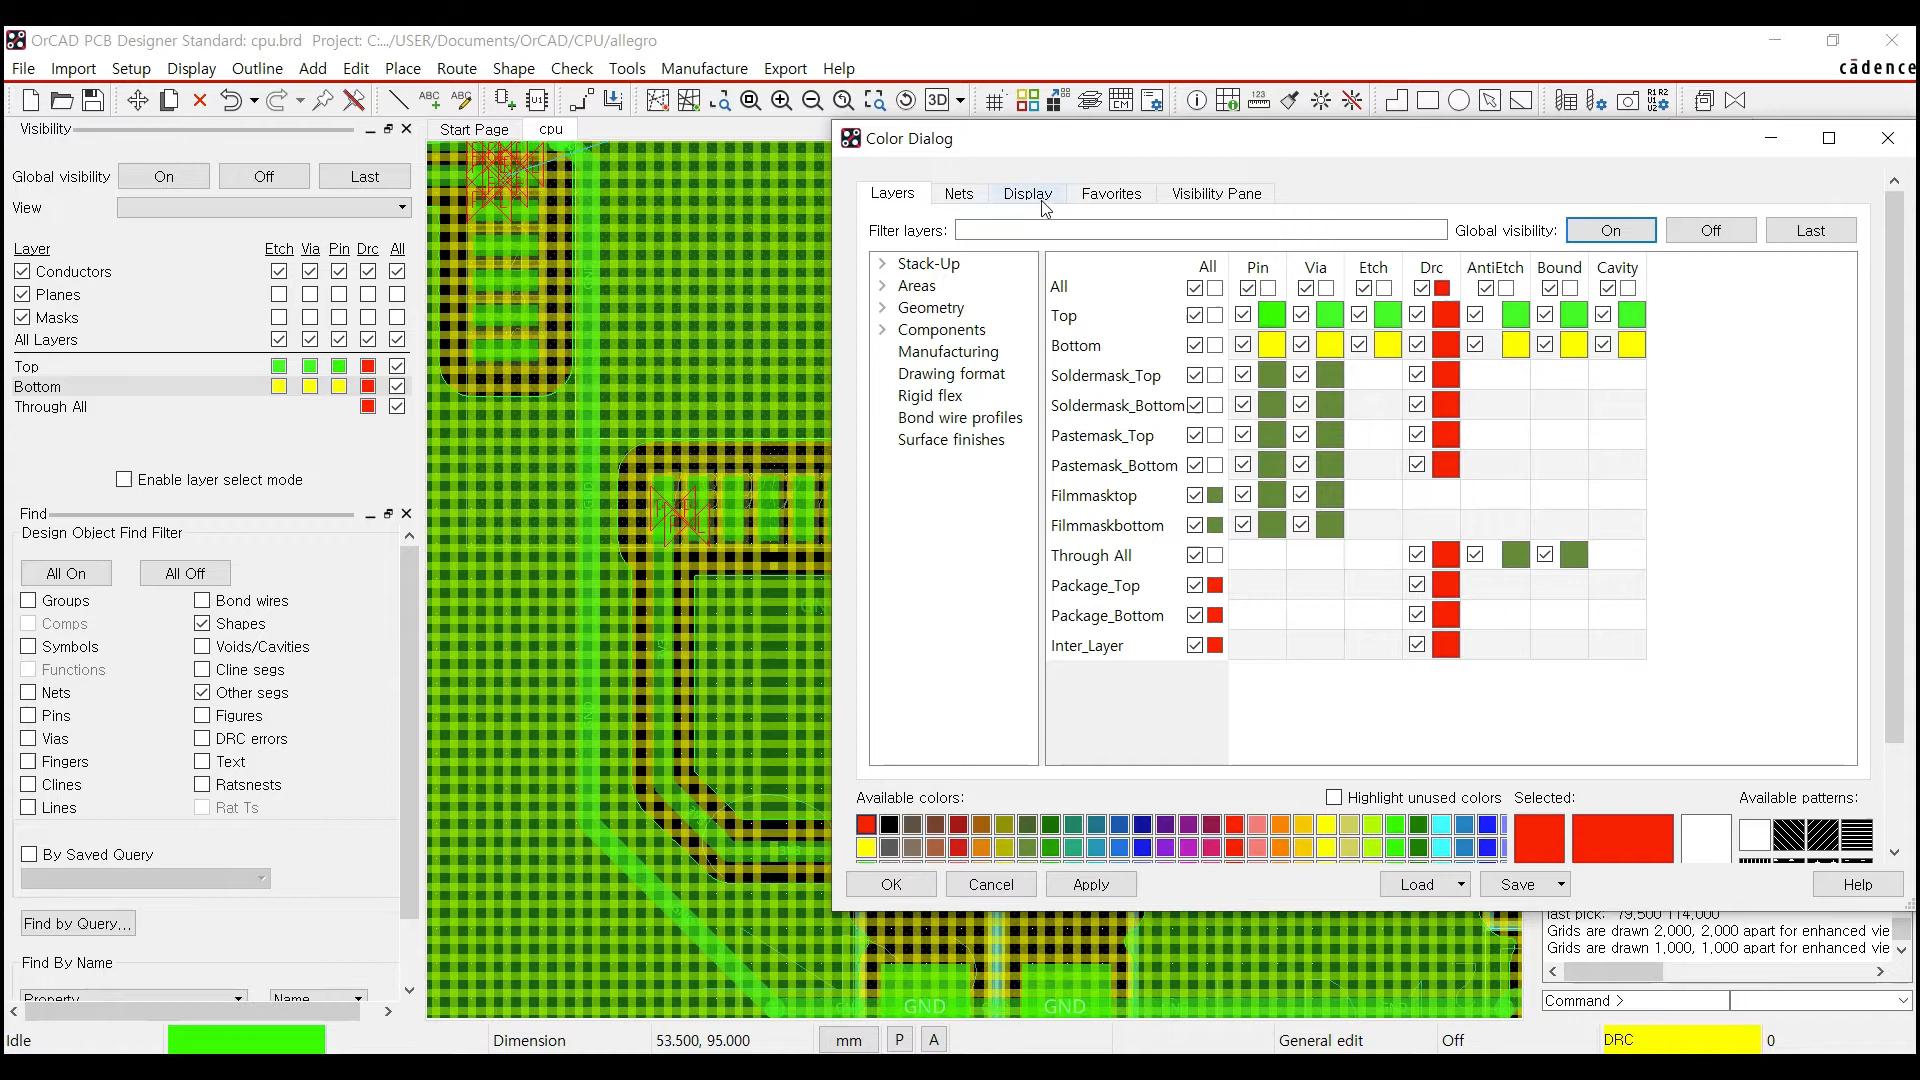 OrCAD PCB Designer Standard: cpu.brd Project: C:.../USER/Documents/OrCAD/CPU/allegro
File Import Setup Display Outline Add Edit Place Route Shape Check Tools Manufacture Export Help
cādence
3D
Visibility
Start Page cpu
Global visibility On Off Last
View
Layer Etch Via Pin Drc All
Conductors
Planes
Masks
All Layers
Top
Bottom
Through All
Enable layer select mode
Find
Design Object Find Filter
All On All Off
Groups Bond wires
Comps Shapes
Symbols Voids/Cavities
Functions Cline segs
Nets Other segs
Pins Figures
Vias DRC errors
Fingers Text
Clines Ratsnests
Lines Rat Ts
By Saved Query
Find by Query...
Find By Name
Property Name
Color Dialog
Layers Nets Display Favorites Visibility Pane
Filter layers: Global visibility: On Off Last
Stack-Up
Areas
Geometry
Components
Manufacturing
Drawing format
Rigid flex
Bond wire profiles
Surface finishes
All Pin Via Etch Drc AntiEtch Bound Cavity
All
Top
Bottom
Soldermask_Top
Soldermask_Bottom
Pastemask_Top
Pastemask_Bottom
Filmmasktop
Filmmaskbottom
Through All
Package_Top
Package_Bottom
Inter_Layer
Available colors: Highlight unused colors Selected: Available patterns:
OK Cancel Apply Load Save Help
GND GND
last pick: 79,500 114,000
Grids are drawn 2,000, 2,000 apart for enhanced vie
Grids are drawn 1,000, 1,000 apart for enhanced vie
Command >
Idle Dimension 53.500, 95.000 mm P A General edit Off DRC 0